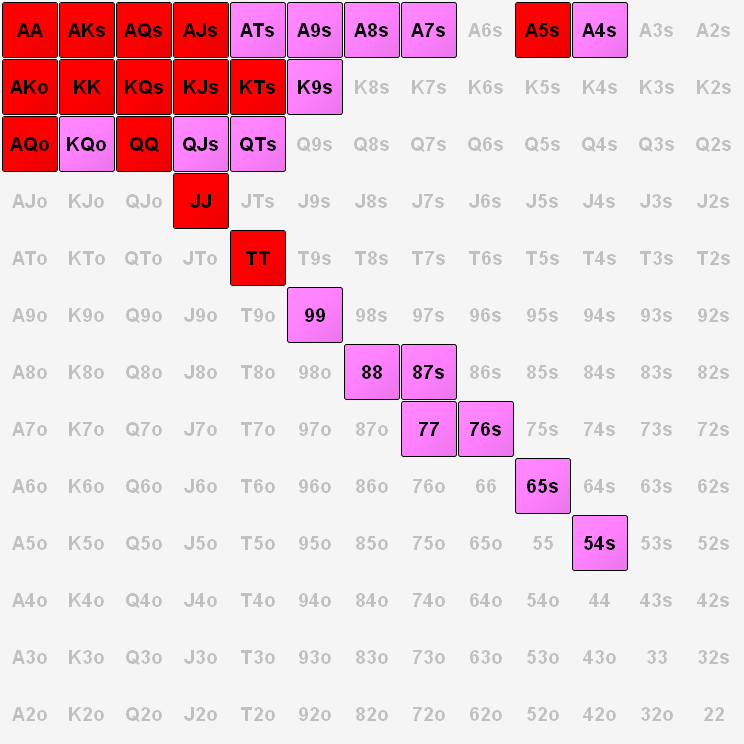 AA AKs AQs AJs ATs A9s A8s A7s A6s A5s A4s A3s A2s
AKo KK KQs KJs KTs K9s K8s K7s K6s K5s K4s K3s K2s
AQo KQo QQ QJs QTs Q9s Q8s Q7s Q6s Q5s Q4s Q3s Q2s
AJo KJo QJo JJ JTs J9s J8s J7s J6s J5s J4s J3s J2s
ATo KTo QTo JTo TT T9s T8s T7s T6s T5s T4s T3s T2s
A9o K9o Q9o J9o T9o 99 98s 97s 96s 95s 94s 93s 92s
A8o K8o Q8o J8o T8o 98o 88 87s 86s 85s 84s 83s 82s
A7o K7o Q7o J7o T7o 97o 87o 77 76s 75s 74s 73s 72s
A6o K6o Q6o J6o T6o 96o 86o 76o 66 65s 64s 63s 62s
A5o K5o Q5o J5o T5o 95o 85o 75o 65o 55 54s 53s 52s
A4o K4o Q4o J4o T4o 94o 84o 74o 64o 54o 44 43s 42s
A3o K3o Q3o J3o T3o 93o 83o 73o 63o 53o 43o 33 32s
A2o K2o Q2o J2o T2o 92o 82o 72o 62o 52o 42o 32o 22